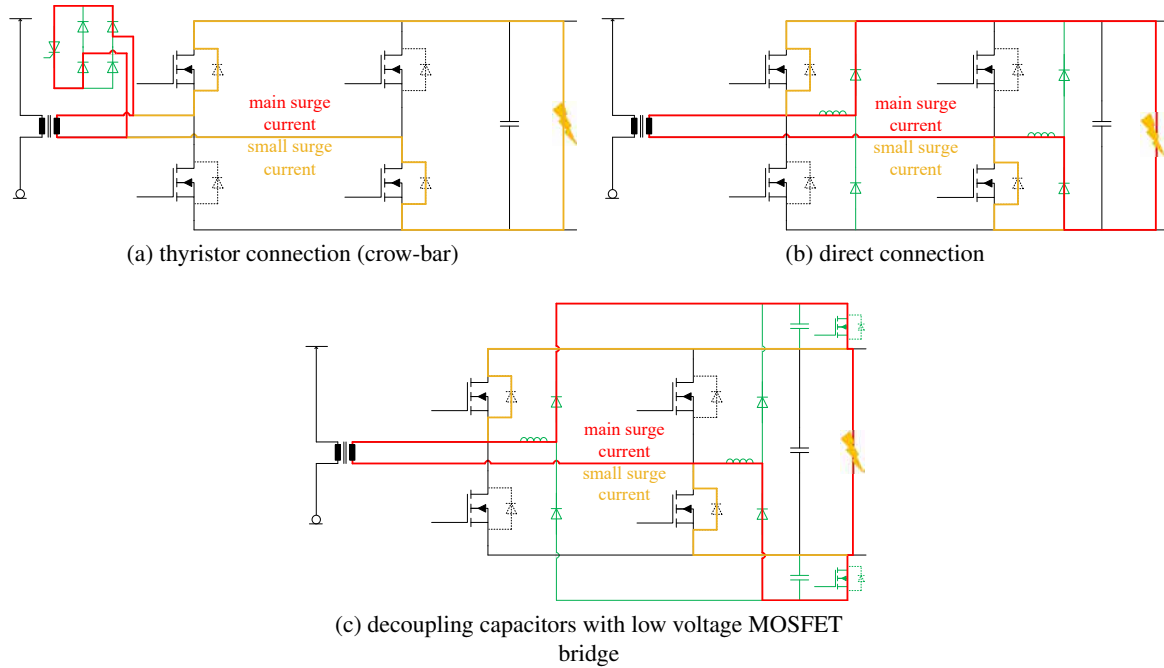 main surge
current
small surge
current
(a) thyristor connection (crow-bar)
main surge
current
small surge
current
(b) direct connection
main surge
current
small surge
current
(c) decoupling capacitors with low voltage MOSFET
bridge